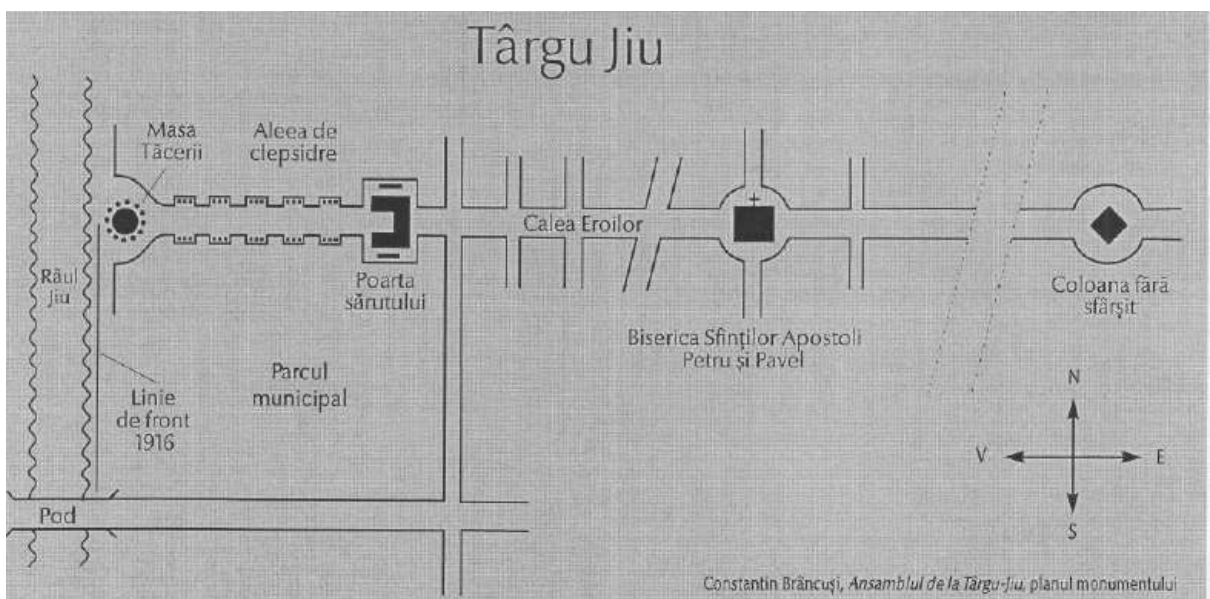 Târgu Jiu
Masa
Tăcerii
Aleea de
clepsidre
Calea Eroilor
Râul
Jiu
Poarta
sărutului
Coloana fără
sfârșit
Biserica Sfinților Apostoli
Petru și Pavel
Linie
de front
1916
Parcul
municipal
N
V
E
S
Pod
Constantin Brâncuși, Ansamblul de la Târgu-Jiu, planul monumentului